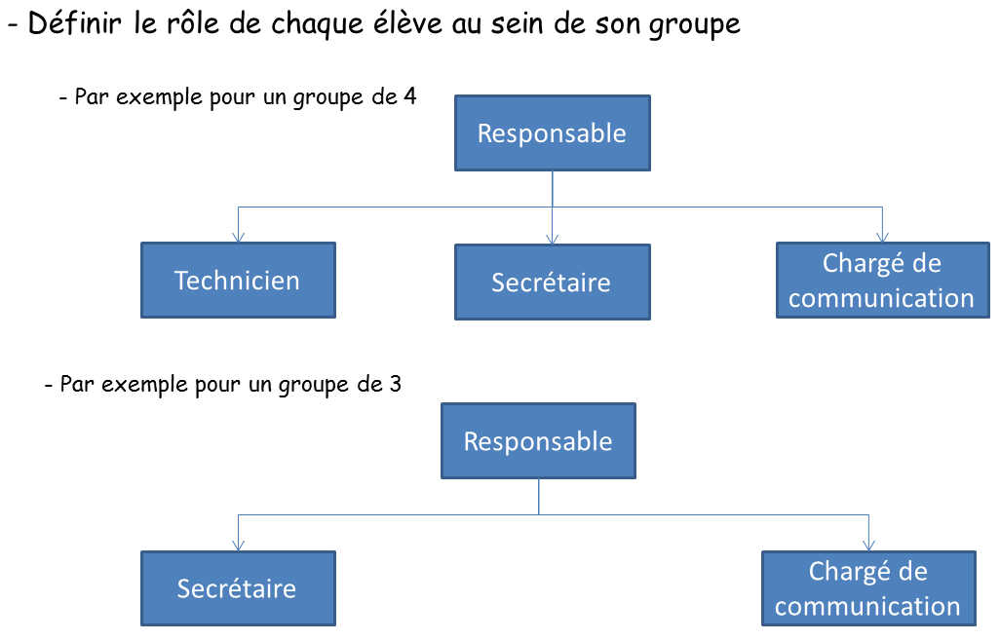 - Définir le rôle de chaque élève au sein de son groupe
- Par exemple pour un groupe de 4
Responsable
Technicien
Secrétaire
Chargé de
communication
- Par exemple pour un groupe de 3
Responsable
Secrétaire
Chargé de
communication